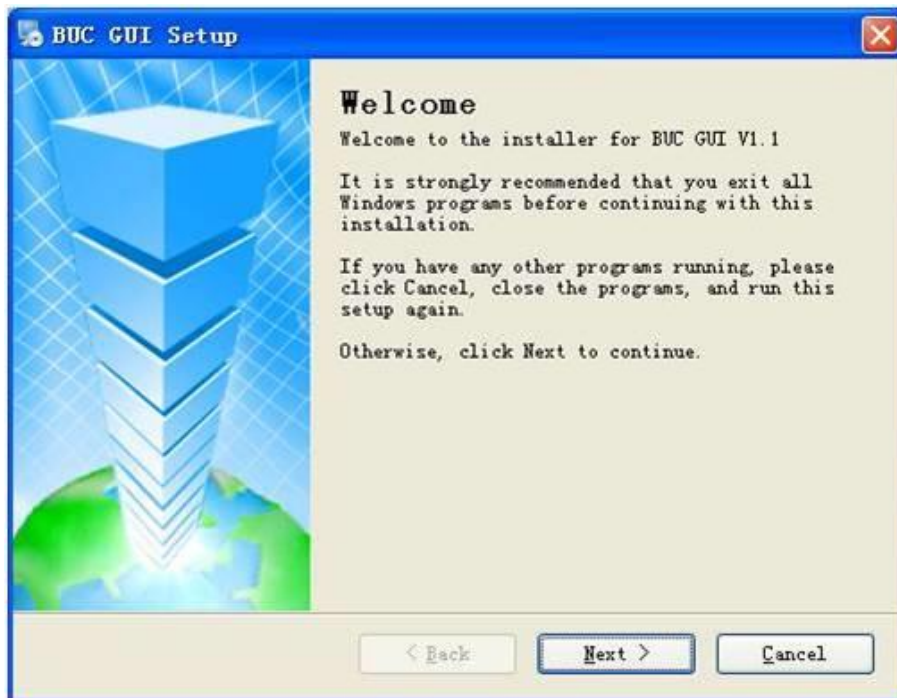 BUC GUI Setup
Welcome
Welcome to the installer for BUC GUI V1.1
It is strongly recommended that you exit all
Windows programs before continuing with this
installation.
If you have any other programs running, please
click Cancel, close the programs, and run this
setup again.
Otherwise, click Next to continue.
< Back
Next >
Cancel